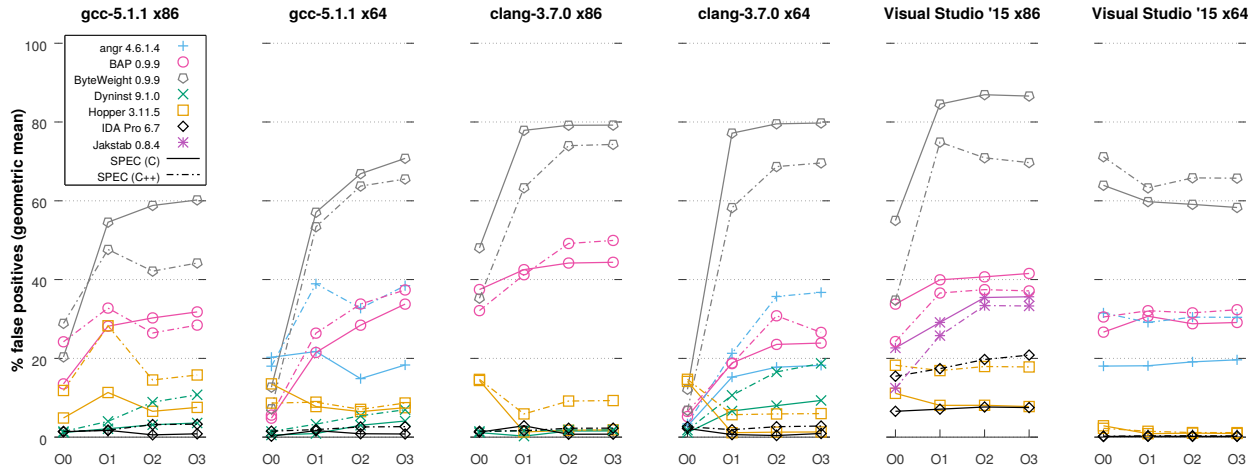 gcc-5.1.1 x86
gcc-5.1.1 x64
clang-3.7.0 x86
clang-3.7.0 x64
Visual Studio '15 x86
Visual Studio '15 x64
% false positives (geometric mean)
100
80
60
40
20
0
angr 4.6.1.4
BAP 0.9.9
ByteWeight 0.9.9
Dyninst 9.1.0
Hopper 3.11.5
IDA Pro 6.7
Jakstab 0.8.4
SPEC (C)
SPEC (C++)
O0 O1 O2 O3
O0 O1 O2 O3
O0 O1 O2 O3
O0 O1 O2 O3
O0 O1 O2 O3
O0 O1 O2 O3